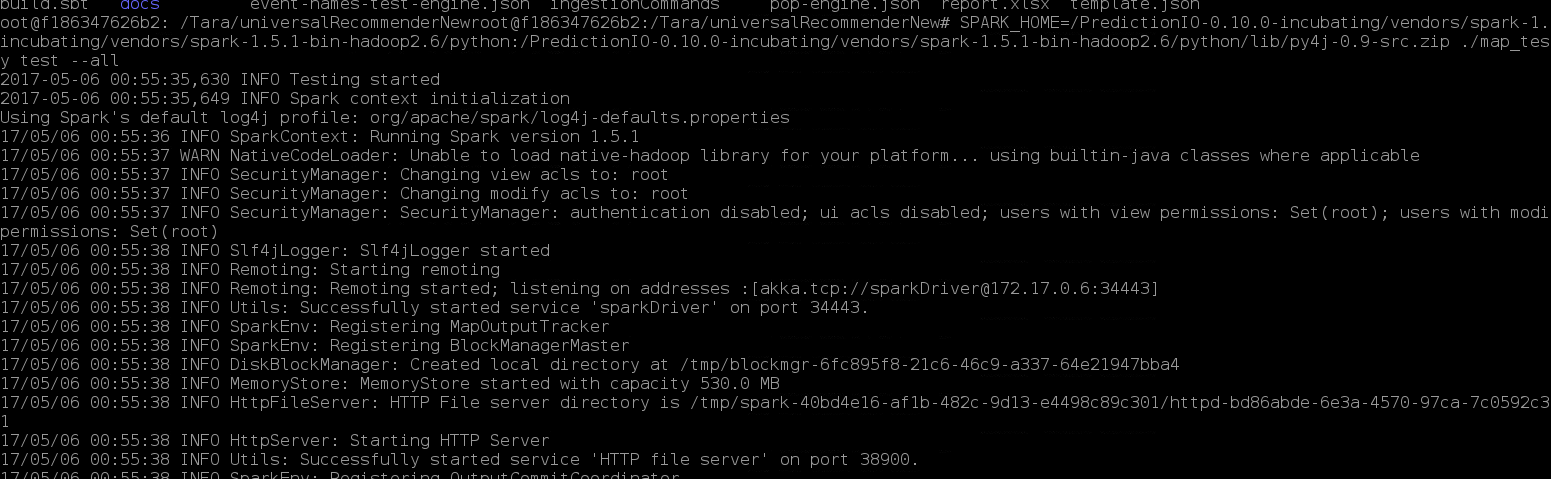 build.sbt docs event-names-test-engine.json ingestionCommands pop-engine.json report.xlsx template.json
root@f186347626b2: /Tara/universalRecommenderNewroot@f186347626b2:/Tara/universalRecommenderNew# SPARK_HOME=/PredictionIO-0.10.0-incubating/vendors/spark-1.
incubating/vendors/spark-1.5.1-bin-hadoop2.6/python:/PredictionIO-0.10.0-incubating/vendors/spark-1.5.1-bin-hadoop2.6/python/lib/py4j-0.9-src.zip ./map_tes
y test --all
2017-05-06 00:55:35,630 INFO Testing started
2017-05-06 00:55:35,649 INFO Spark context initialization
Using Spark's default log4j profile: org/apache/spark/log4j-defaults.properties
17/05/06 00:55:36 INFO SparkContext: Running Spark version 1.5.1
17/05/06 00:55:37 WARN NativeCodeLoader: Unable to load native-hadoop library for your platform... using builtin-java classes where applicable
17/05/06 00:55:37 INFO SecurityManager: Changing view acls to: root
17/05/06 00:55:37 INFO SecurityManager: Changing modify acls to: root
17/05/06 00:55:37 INFO SecurityManager: SecurityManager: authentication disabled; ui acls disabled; users with view permissions: Set(root); users with modi
permissions: Set(root)
17/05/06 00:55:38 INFO Slf4jLogger: Slf4jLogger started
17/05/06 00:55:38 INFO Remoting: Starting remoting
17/05/06 00:55:38 INFO Remoting: Remoting started; listening on addresses :[akka.tcp://sparkDriver@172.17.0.6:34443]
17/05/06 00:55:38 INFO Utils: Successfully started service 'sparkDriver' on port 34443.
17/05/06 00:55:38 INFO SparkEnv: Registering MapOutputTracker
17/05/06 00:55:38 INFO SparkEnv: Registering BlockManagerMaster
17/05/06 00:55:38 INFO DiskBlockManager: Created local directory at /tmp/blockmgr-6fc895f8-21c6-46c9-a337-64e21947bba4
17/05/06 00:55:38 INFO MemoryStore: MemoryStore started with capacity 530.0 MB
17/05/06 00:55:38 INFO HttpFileServer: HTTP File server directory is /tmp/spark-40bd4e16-af1b-482c-9d13-e4498c89c301/httpd-bd86abde-6e3a-4570-97ca-7c0592c3
1
17/05/06 00:55:38 INFO HttpServer: Starting HTTP Server
17/05/06 00:55:38 INFO Utils: Successfully started service 'HTTP file server' on port 38900.
17/05/06 00:55:38 INFO SparkEnv: Registering OutputCommitCoordinator